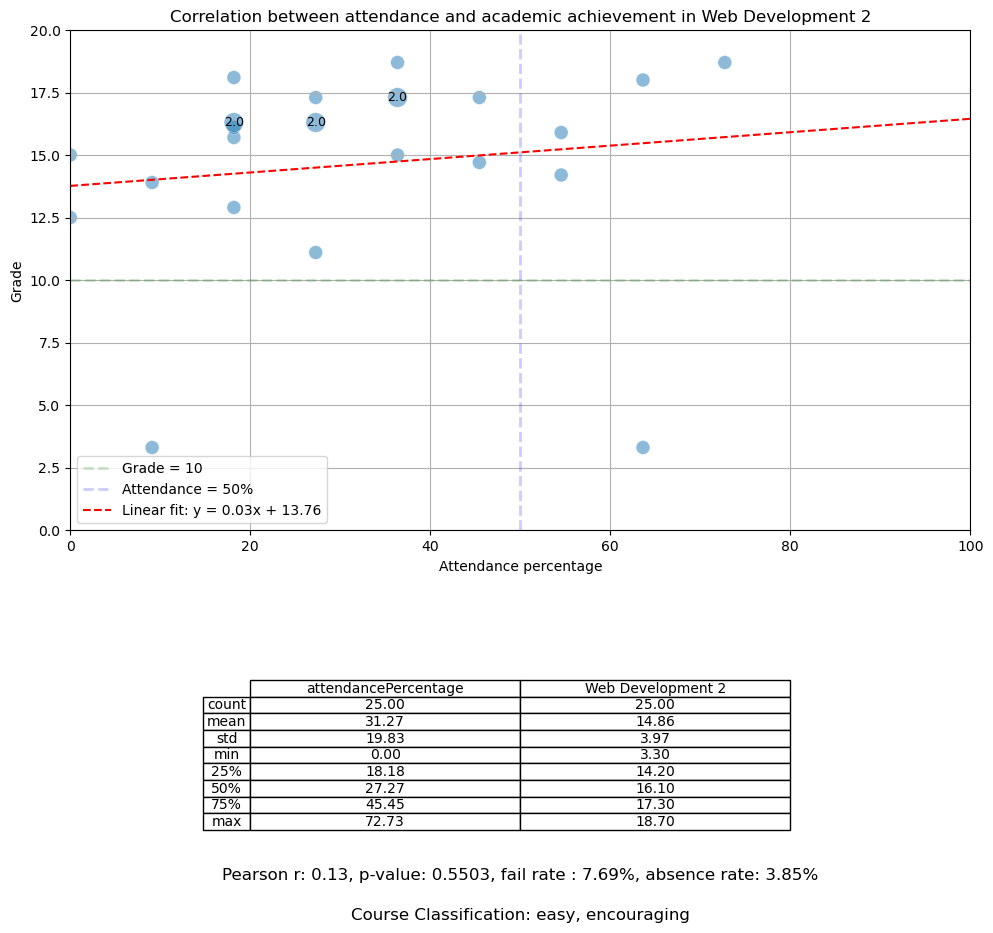 Correlation between attendance and academic achievement in Web Development 2
20.0
17.5
15.0
12.5
10.0
7.5
5.0
2.5
0.0
Grade
2.0
2.0
2.0
Grade = 10
Attendance = 50%
Linear fit: y = 0.03x + 13.76
0 20 40 60 80 100
Attendance percentage
attendancePercentage Web Development 2
count 25.00 25.00
mean 31.27 14.86
std 19.83 3.97
min 0.00 3.30
25% 18.18 14.20
50% 27.27 16.10
75% 45.45 17.30
max 72.73 18.70
Pearson r: 0.13, p-value: 0.5503, fail rate : 7.69%, absence rate: 3.85%
Course Classification: easy, encouraging